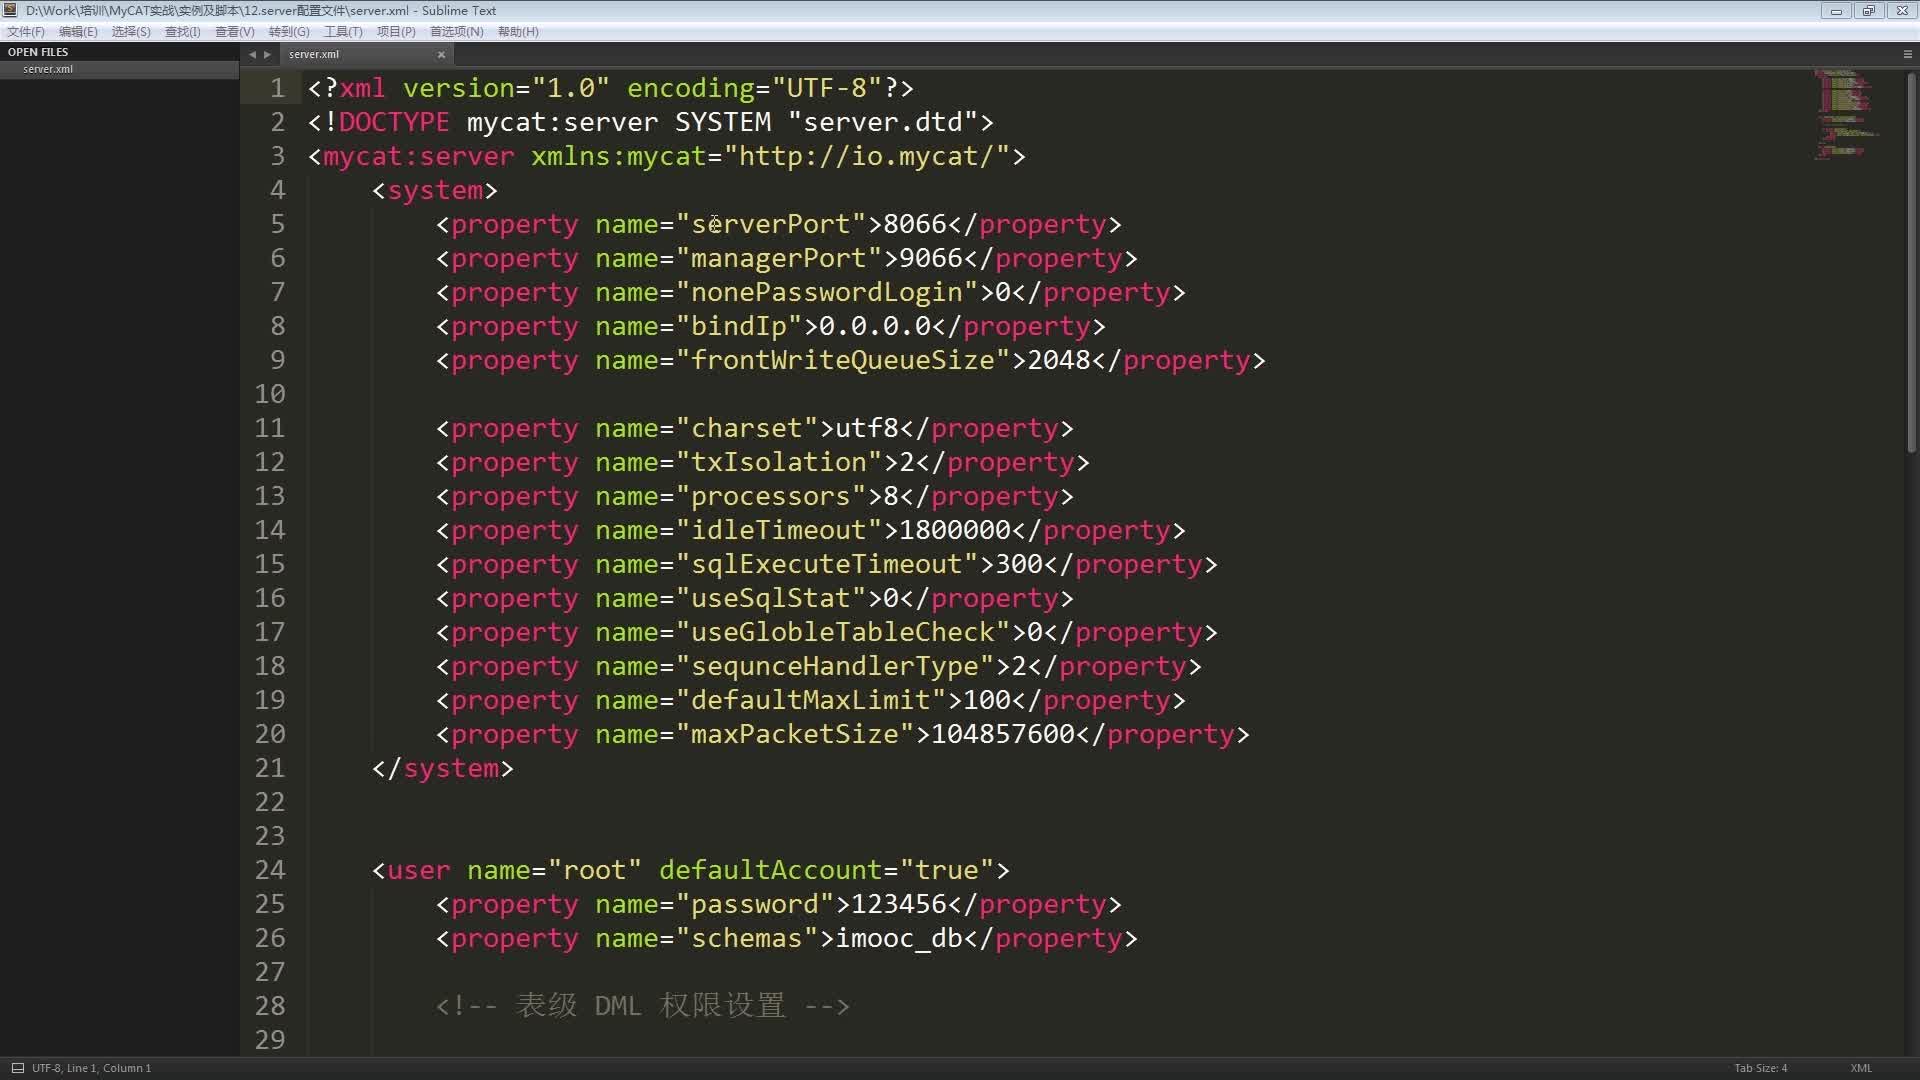 D:\Work\培训\MyCAT实战\实例及脚本\12.server配置文件\server.xml - Sublime Text
文件(F) 编辑(E) 选择(S) 查找(I) 查看(V) 转到(G) 工具(T) 项目(P) 首选项(N) 帮助(H)
OPEN FILES
server.xml
server.xml
1 <?xml version="1.0" encoding="UTF-8"?>
2 <!DOCTYPE mycat:server SYSTEM "server.dtd">
3 <mycat:server xmlns:mycat="http://io.mycat/">
4 <system>
5 <property name="serverPort">8066</property>
6 <property name="managerPort">9066</property>
7 <property name="nonePasswordLogin">0</property>
8 <property name="bindIp">0.0.0.0</property>
9 <property name="frontWriteQueueSize">2048</property>
10
11 <property name="charset">utf8</property>
12 <property name="txIsolation">2</property>
13 <property name="processors">8</property>
14 <property name="idleTimeout">1800000</property>
15 <property name="sqlExecuteTimeout">300</property>
16 <property name="useSqlStat">0</property>
17 <property name="useGlobleTableCheck">0</property>
18 <property name="sequnceHandlerType">2</property>
19 <property name="defaultMaxLimit">100</property>
20 <property name="maxPacketSize">104857600</property>
21 </system>
22
23
24 <user name="root" defaultAccount="true">
25 <property name="password">123456</property>
26 <property name="schemas">imooc_db</property>
27
28 <!-- 表级 DML 权限设置 -->
29
UTF-8, Line 1, Column 1
Tab Size: 4
XML